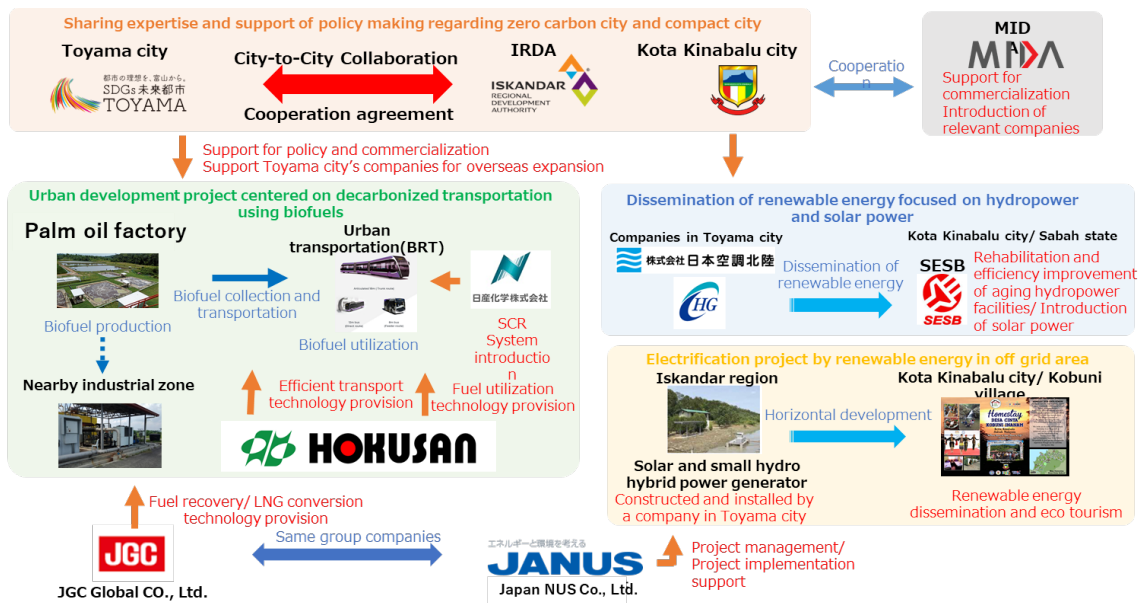 Sharing expertise and support of policy making regarding zero carbon city and compact city
Toyama city
都市の理想を、富山から。
SDGs未来都市
TOYAMA
City-to-City Collaboration
Cooperation agreement
IRDA
ISKANDAR
REGIONAL
DEVELOPMENT
AUTHORITY
Kota Kinabalu city
Cooperatio
n
MID
A
MIDA
Support for
commercialization
Introduction of
relevant companies
Support for policy and commercialization
Support Toyama city's companies for overseas expansion
Urban development project centered on decarbonized transportation
using biofuels
Palm oil factory
Biofuel production
Biofuel collection and
transportation
Urban
transportation(BRT)
Biofuel utilization
日産化学株式会社
SCR
System
introductio
n
Fuel utilization
technology provision
Nearby industrial zone
Efficient transport
technology provision
HOKUSAN
Dissemination of renewable energy focused on hydropower
and solar power
Companies in Toyama city
株式会社日本空調北陸
CHG
Dissemination of
renewable energy
Kota Kinabalu city/ Sabah state
SESB
SESB
Rehabilitation and
efficiency improvement
of aging hydropower
facilities/ Introduction
of solar power
Electrification project by renewable energy in off grid area
Iskandar region
Solar and small hydro
hybrid power generator
Constructed and installed by
a company in Toyama city
Horizontal development
Kota Kinabalu city/ Kobuni
village
Homestay
DESA CINTA
KOBUNI INANAM
Renewable energy
dissemination and eco tourism
Fuel recovery/ LNG conversion
technology provision
JGC
JGC Global CO., Ltd.
Same group companies
エネルギーと環境を考える
JANUS
Japan NUS Co., Ltd.
Project management/
Project implementation
support